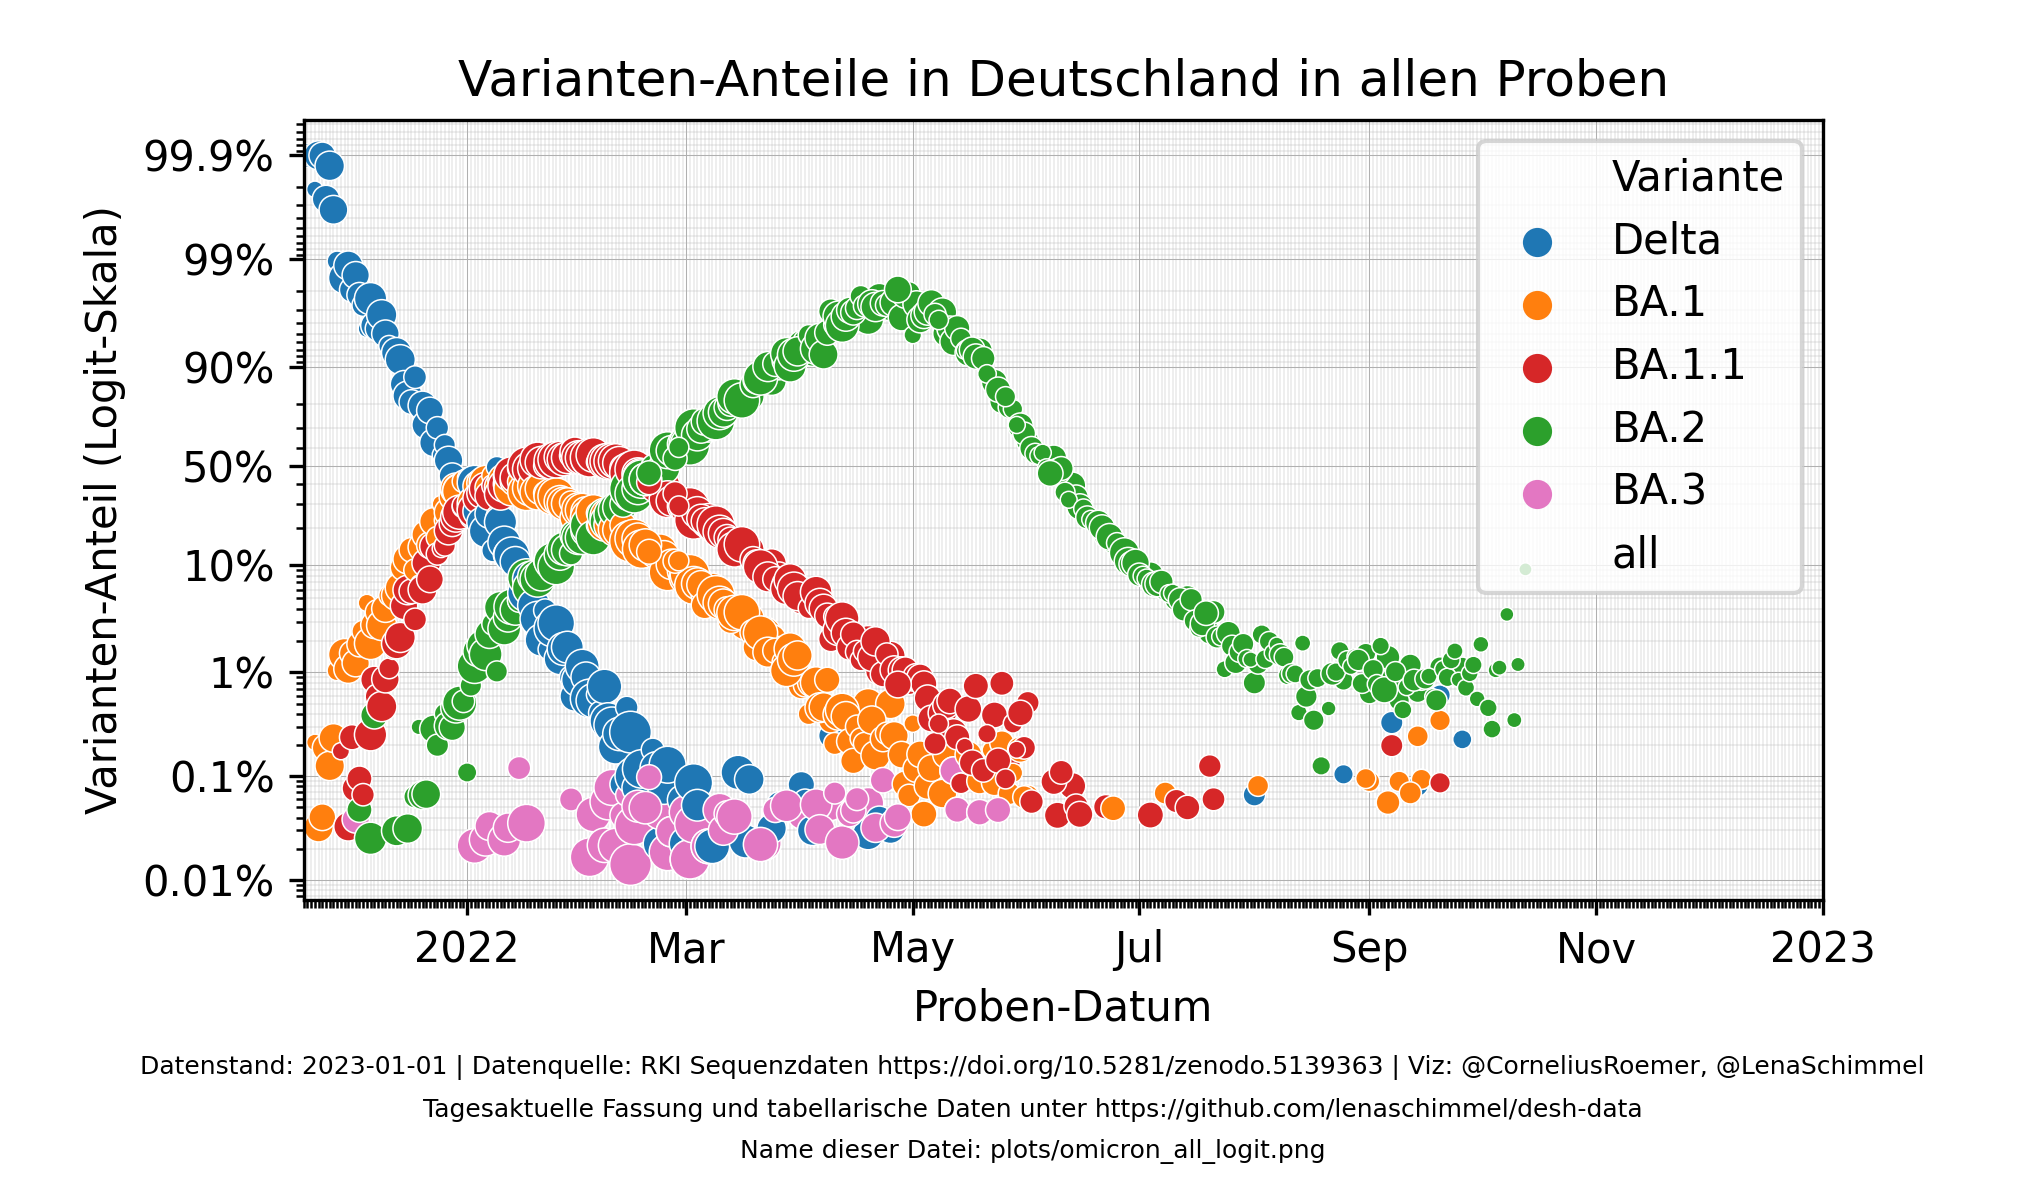 Varianten-Anteile in Deutschland in allen Proben
Varianten-Anteil (Logit-Skala)
99.9%
99%
90%
50%
10%
1%
0.1%
0.01%
Variante
Delta
BA.1
BA.1.1
BA.2
BA.3
all
2022 Mar May Jul Sep Nov 2023
Proben-Datum
Datenstand: 2023-01-01 | Datenquelle: RKI Sequenzdaten https://doi.org/10.5281/zenodo.5139363 | Viz: @CorneliusRoemer, @LenaSchimmel
Tagesaktuelle Fassung und tabellarische Daten unter https://github.com/lenaschimmel/desh-data
Name dieser Datei: plots/omicron_all_logit.png